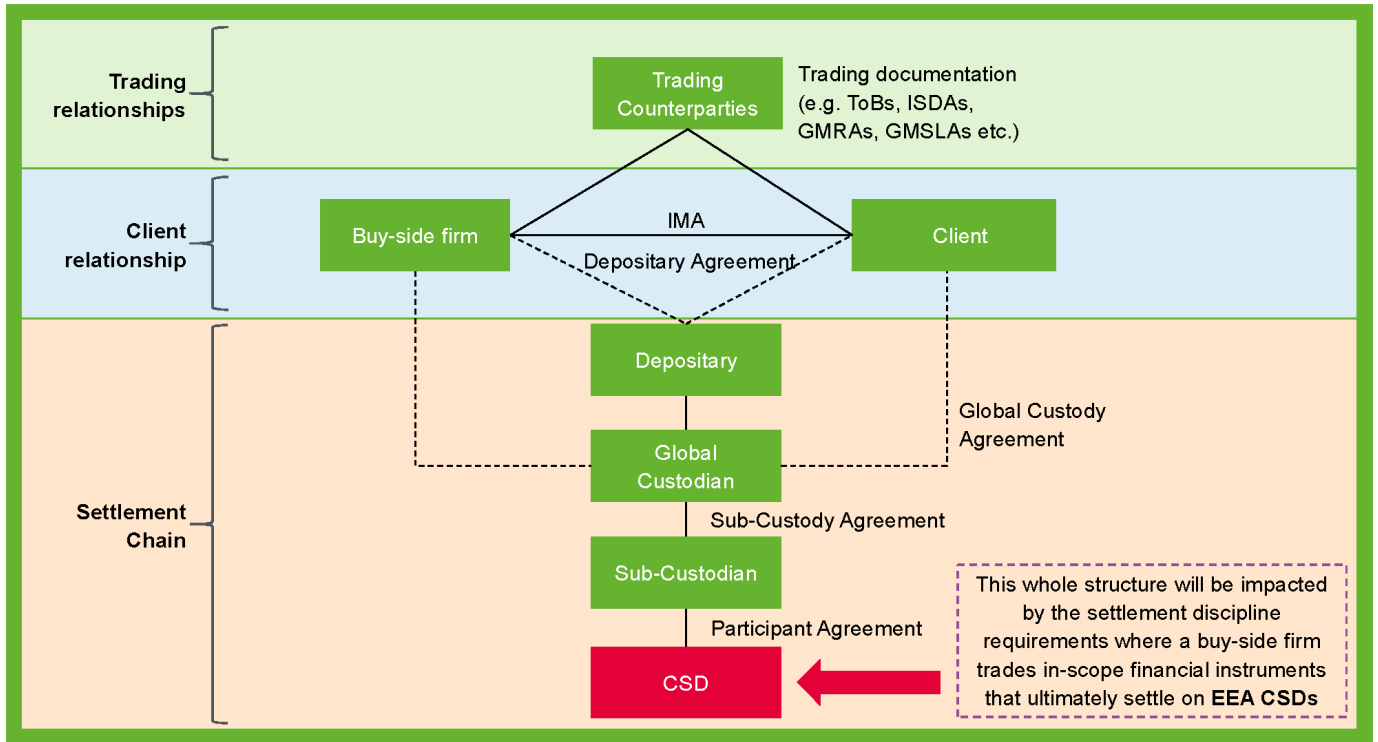 Trading
relationships
Trading
Counterparties
Trading documentation
(e.g. ToBs, ISDAs,
GMRAs, GMSLAs etc.)
Client
relationship
Buy-side firm
IMA
Client
Depositary Agreement
Settlement
Chain
Depositary
Global
Custodian
Global Custody
Agreement
Sub-Custody Agreement
Sub-Custodian
Participant Agreement
CSD
This whole structure will be impacted
by the settlement discipline
requirements where a buy-side firm
trades in-scope financial instruments
that ultimately settle on EEA CSDs